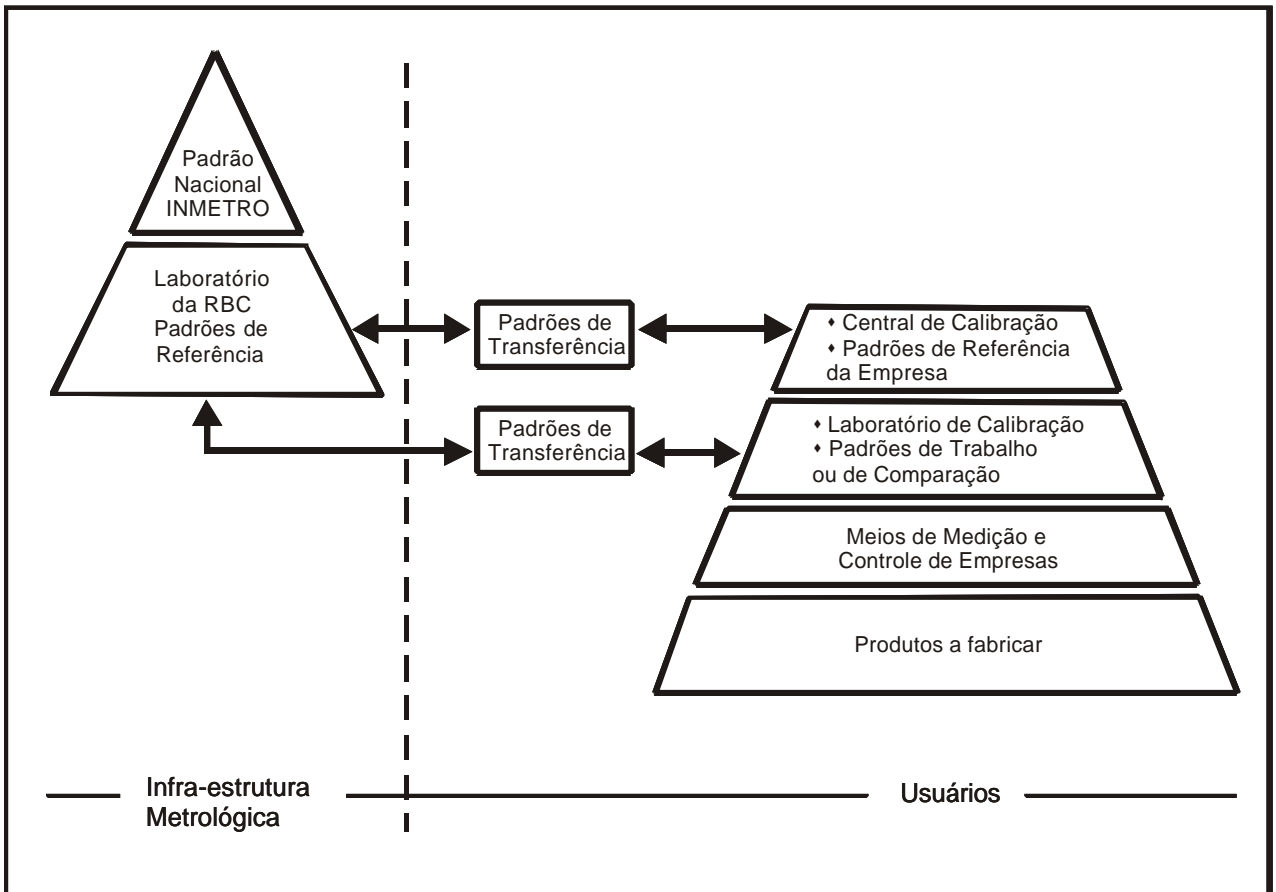 Padrão
Nacional
INMETRO
Laboratório
da RBC
Padrões de
Referência
Padrões de
Transferência
Padrões de
Transferência
♦ Central de Calibração
♦ Padrões de Referência
da Empresa
♦ Laboratório de Calibração
♦ Padrões de Trabalho
ou de Comparação
Meios de Medição e
Controle de Empresas
Produtos a fabricar
Infra-estrutura
Metrológica
Usuários